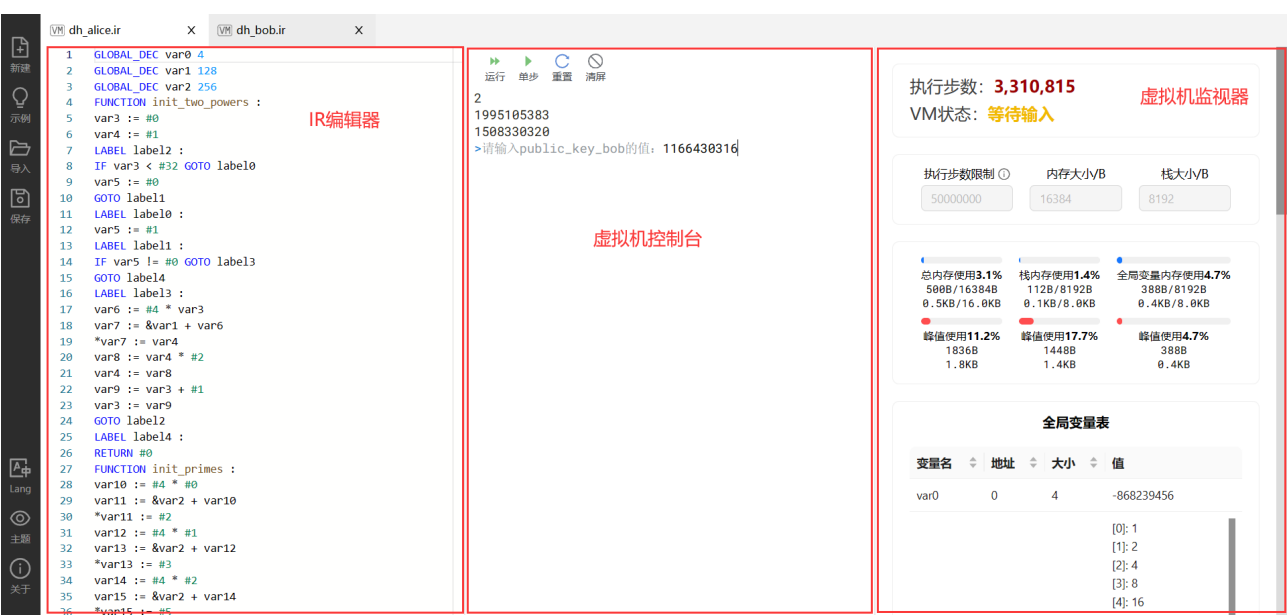 dh_alice.ir X dh_bob.ir X
新建
示例
导入
保存
Lang
主题
关于
1 GLOBAL_DEC var0 4
2 GLOBAL_DEC var1 128
3 GLOBAL_DEC var2 256
4 FUNCTION init_two_powers :
5 var3 := #0
6 var4 := #1
7 LABEL label2 :
8 IF var3 < #32 GOTO label0
9 var5 := #0
10 GOTO label1
11 LABEL label0 :
12 var5 := #1
13 LABEL label1 :
14 IF var5 != #0 GOTO label3
15 GOTO label4
16 LABEL label3 :
17 var6 := #4 * var3
18 var7 := &var1 + var6
19 *var7 := var4
20 var8 := var4 * #2
21 var4 := var8
22 var9 := var3 + #1
23 var3 := var9
24 GOTO label2
25 LABEL label4 :
26 RETURN #0
27 FUNCTION init_primes :
28 var10 := #4 * #0
29 var11 := &var2 + var10
30 *var11 := #2
31 var12 := #4 * #1
32 var13 := &var2 + var12
33 *var13 := #3
34 var14 := #4 * #2
35 var15 := &var2 + var14
36 *var15 := #5
IR编辑器
运行 单步 重置 清屏
2
1995105383
1508330320
>请输入public_key_bob的值：1166430316
虚拟机控制台
执行步数：3,310,815
VM状态：等待输入
虚拟机监视器
执行步数限制 内存大小/B 栈大小/B
50000000 16384 8192
总内存使用3.1% 栈内存使用1.4% 全局变量内存使用4.7%
500B/16384B 112B/8192B 388B/8192B
0.5KB/16.0KB 0.1KB/8.0KB 0.4KB/8.0KB
峰值使用11.2% 峰值使用17.7% 峰值使用4.7%
1836B 1448B 388B
1.8KB 1.4KB 0.4KB
全局变量表
变量名 地址 大小 值
var0 0 4 -868239456
[0]: 1
[1]: 2
[2]: 4
[3]: 8
[4]: 16